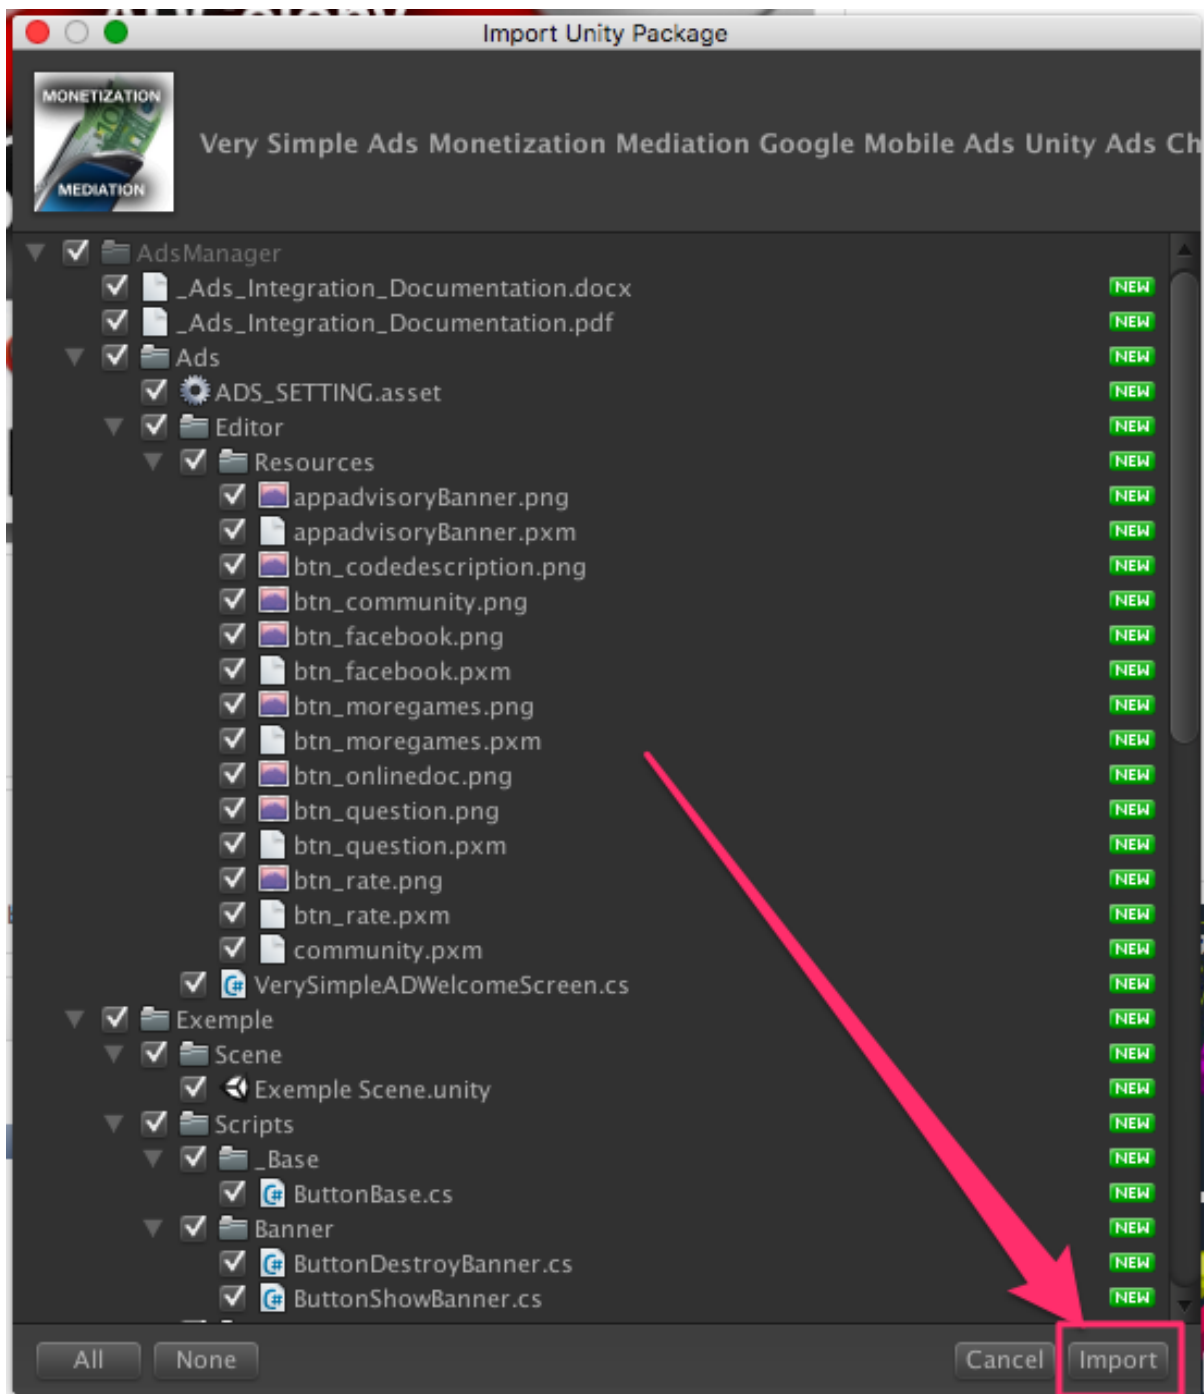 Import Unity Package
MONETIZATION
MEDIATION
Very Simple Ads Monetization Mediation Google Mobile Ads Unity Ads Ch
AdsManager
_Ads_Integration_Documentation.docx NEW
_Ads_Integration_Documentation.pdf NEW
Ads NEW
ADS_SETTING.asset NEW
Editor NEW
Resources NEW
appadvisoryBanner.png NEW
appadvisoryBanner.pxm NEW
btn_codedescription.png NEW
btn_community.png NEW
btn_facebook.png NEW
btn_facebook.pxm NEW
btn_moregames.png NEW
btn_moregames.pxm NEW
btn_onlinedoc.png NEW
btn_question.png NEW
btn_question.pxm NEW
btn_rate.png NEW
btn_rate.pxm NEW
community.pxm NEW
VerySimpleADWelcomeScreen.cs NEW
Exemple NEW
Scene NEW
Exemple Scene.unity NEW
Scripts NEW
_Base NEW
ButtonBase.cs NEW
Banner NEW
ButtonDestroyBanner.cs NEW
ButtonShowBanner.cs NEW
All None Cancel Import